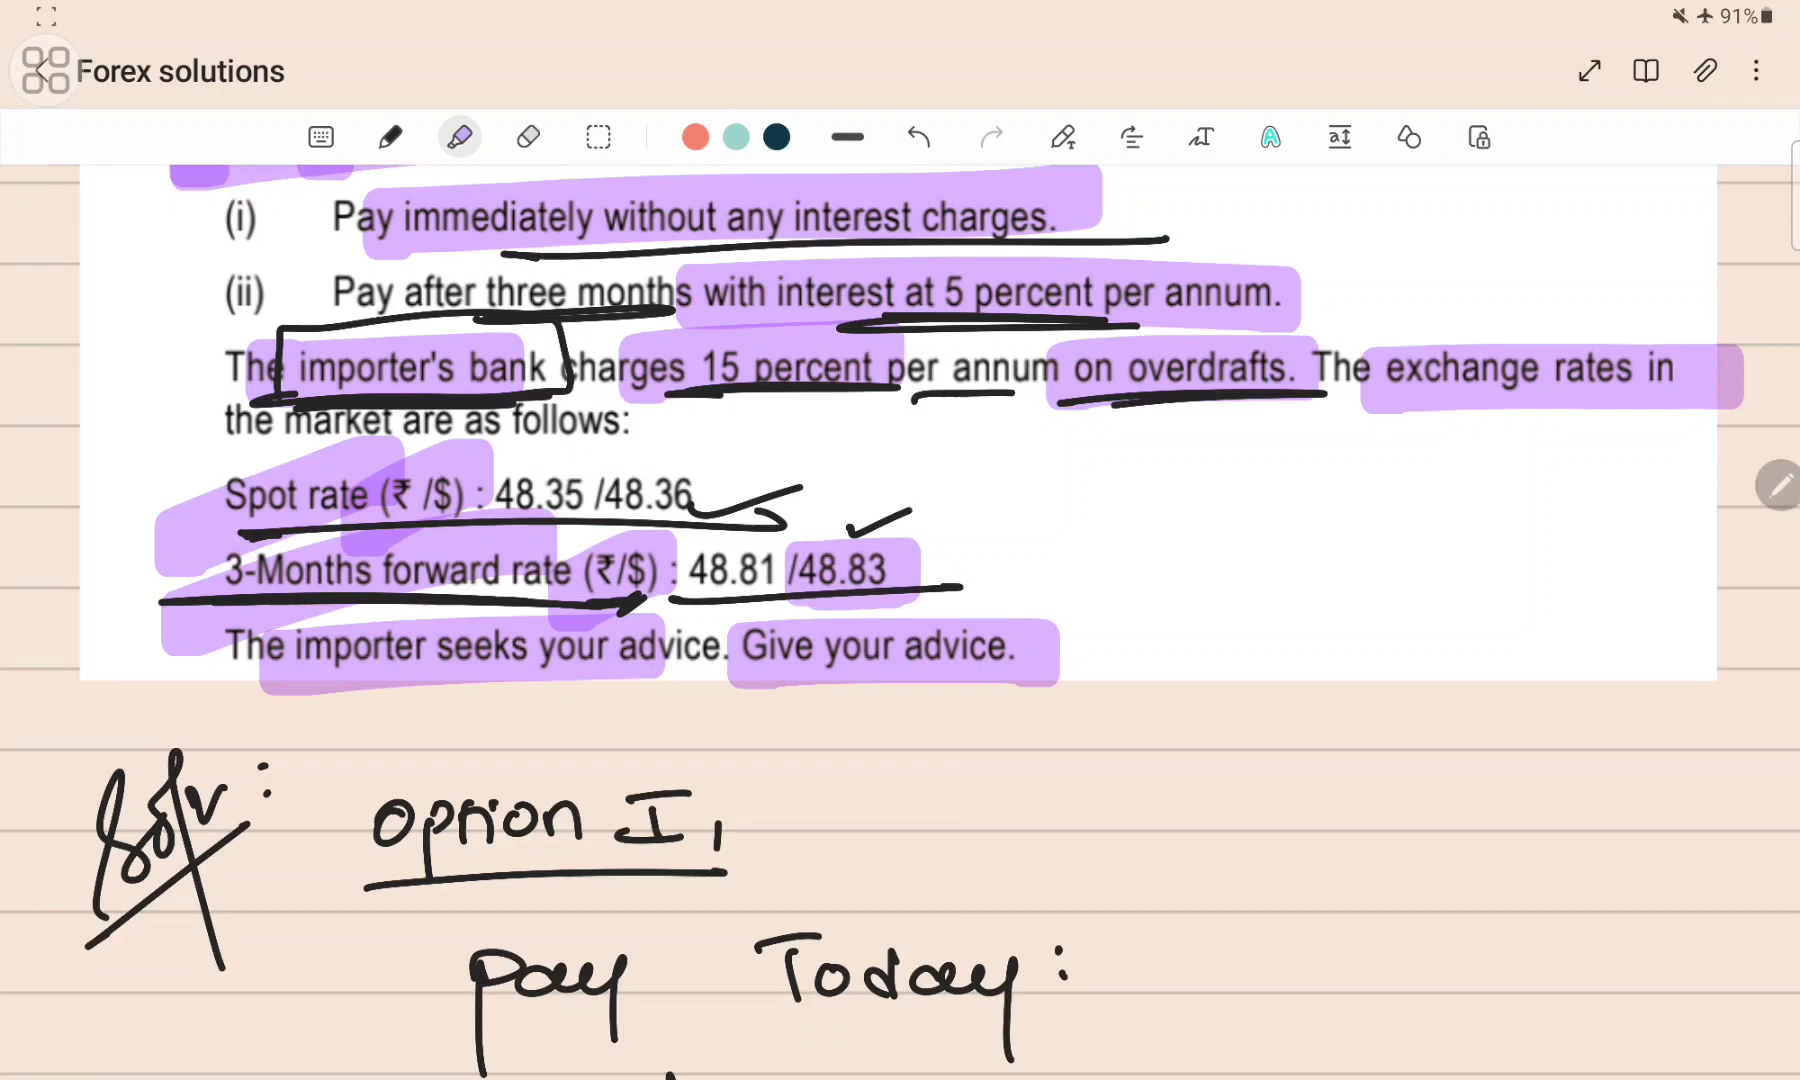 91%
Forex solutions
(i) Pay immediately without any interest charges.
(ii) Pay after three months with interest at 5 percent per annum.
The importer's bank charges 15 percent per annum on overdrafts. The exchange rates in
the market are as follows:
Spot rate (₹ /$) : 48.35 /48.36
3-Months forward rate (₹/$) : 48.81 /48.83
The importer seeks your advice. Give your advice.
Soln:
option I,
Pay Today: